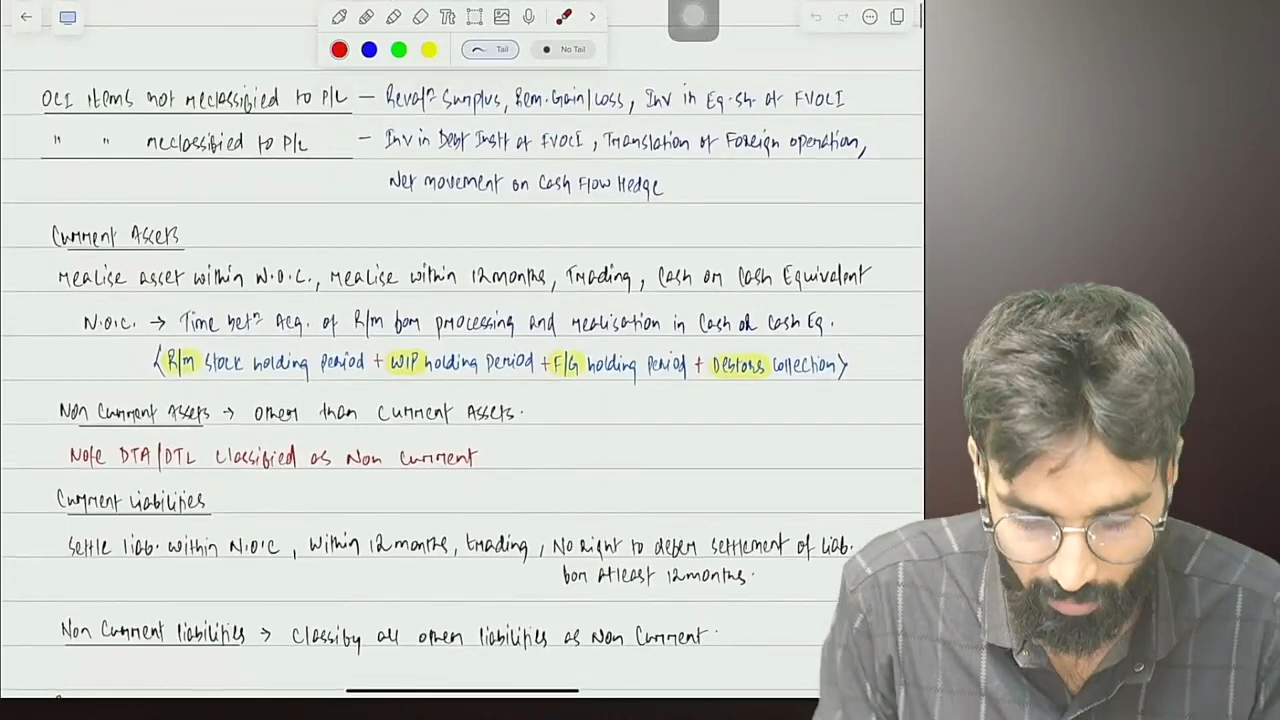 Tail
No Tail
OCI items not reclassified to P/L – Reval⁰ Surplus, Rem. Gain/Loss, Inv in Eq. sh. at FVOCI
" " reclassified to P/L – Inv in Debt Instt at FVOCI, Translation of Foreign operation,
Net movement on Cash Flow Hedge
Current Assets
Realise asset within N.O.C., Realise within 12 months, Trading, Cash or Cash Equivalent
N.O.C. → Time betⁿ Acq. of R/m for processing and realisation in Cash or Cash Eq.
⟨R/m Stock holding Period + WIP holding Period + F/G holding Period + Debtors Collection⟩
Non Current Assets → other than Current Assets.
Note DTA/DTL Classified as Non Current
Current Liabilities
Settle liab. within N.O.C, Within 12 months, trading, No Right to defer settlement of liab.
for Atleast 12 months.
Non Current liabilities → Classify all other liabilities as Non Current.